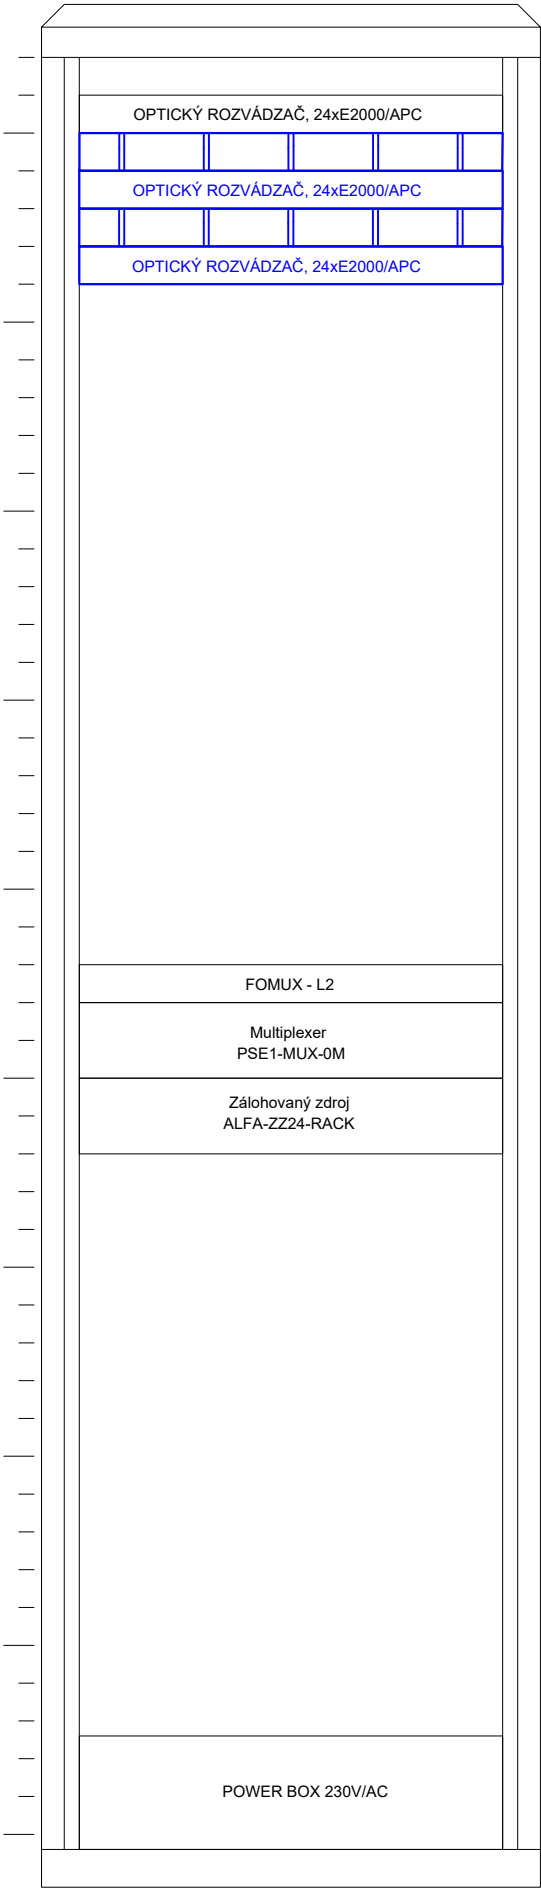 OPTICKÝ ROZVÁDZAČ, 24xE2000/APC
OPTICKÝ ROZVÁDZAČ, 24xE2000/APC
OPTICKÝ ROZVÁDZAČ, 24xE2000/APC
FOMUX - L2
Multiplexer
PSE1-MUX-0M
Zálohovaný zdroj
ALFA-ZZ24-RACK
POWER BOX 230V/AC